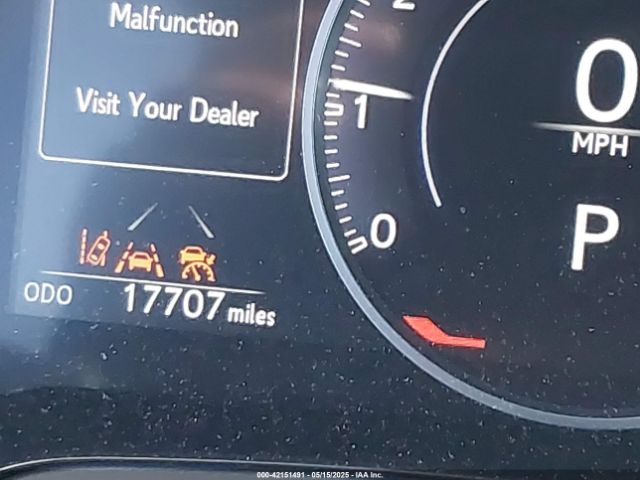 Malfunction
Visit Your Dealer
2
1
0
0
MPH
P
ODO 17707 miles
000-42151491 - 05/15/2025 - IAA Inc.